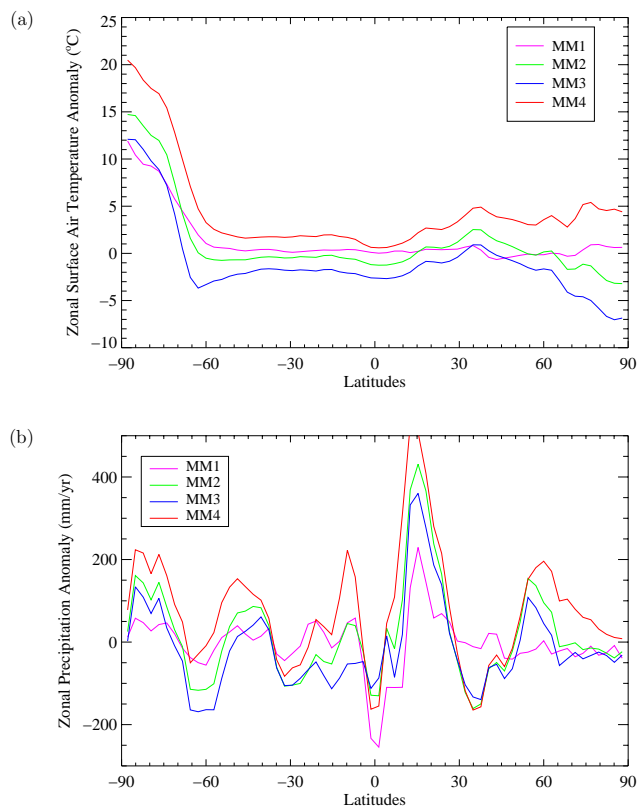 (a)
Zonal Surface Air Temperature Anomaly (°C)
25
20
15
10
5
0
−5
−10
MM1
MM2
MM3
MM4
−90
−60
−30
0
30
60
90
Latitudes
(b)
Zonal Precipitation Anomaly (mm/yr)
400
200
0
−200
MM1
MM2
MM3
MM4
−90
−60
−30
0
30
60
90
Latitudes